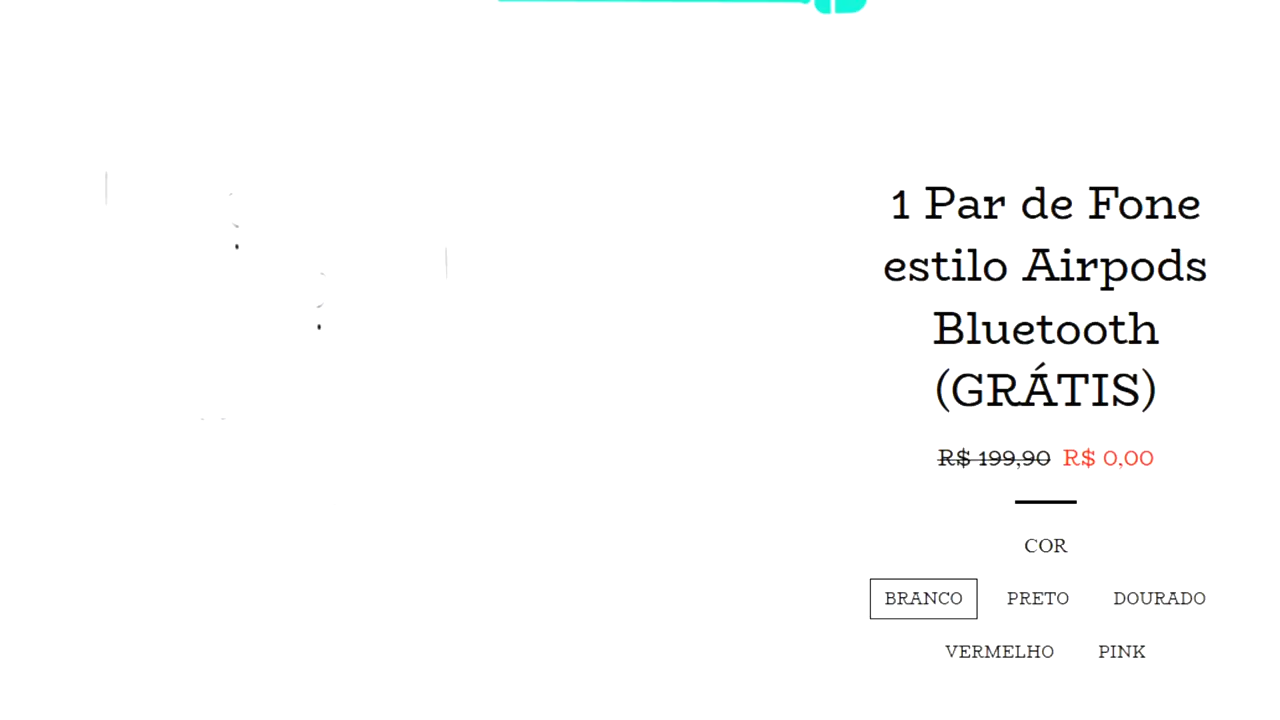 1 Par de Fone
estilo Airpods
Bluetooth
(GRÁTIS)
R$ 199,90 R$ 0,00
COR
BRANCO PRETO DOURADO
VERMELHO PINK